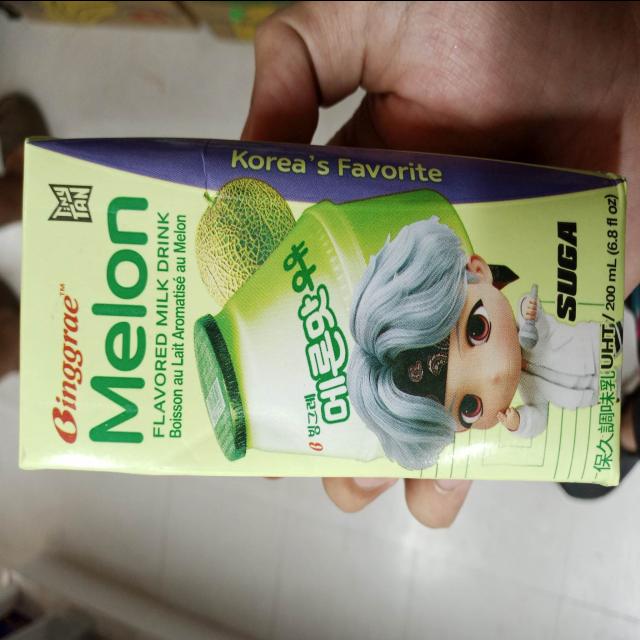 TinyTAN
Binggrae™
Melon
FLAVORED MILK DRINK
Boisson au Lait Aromatisé au Melon
Korea's Favorite
빙그레
메론맛우유
SUGA
保久調味乳 UHT / 200 mL (6.8 fl oz)